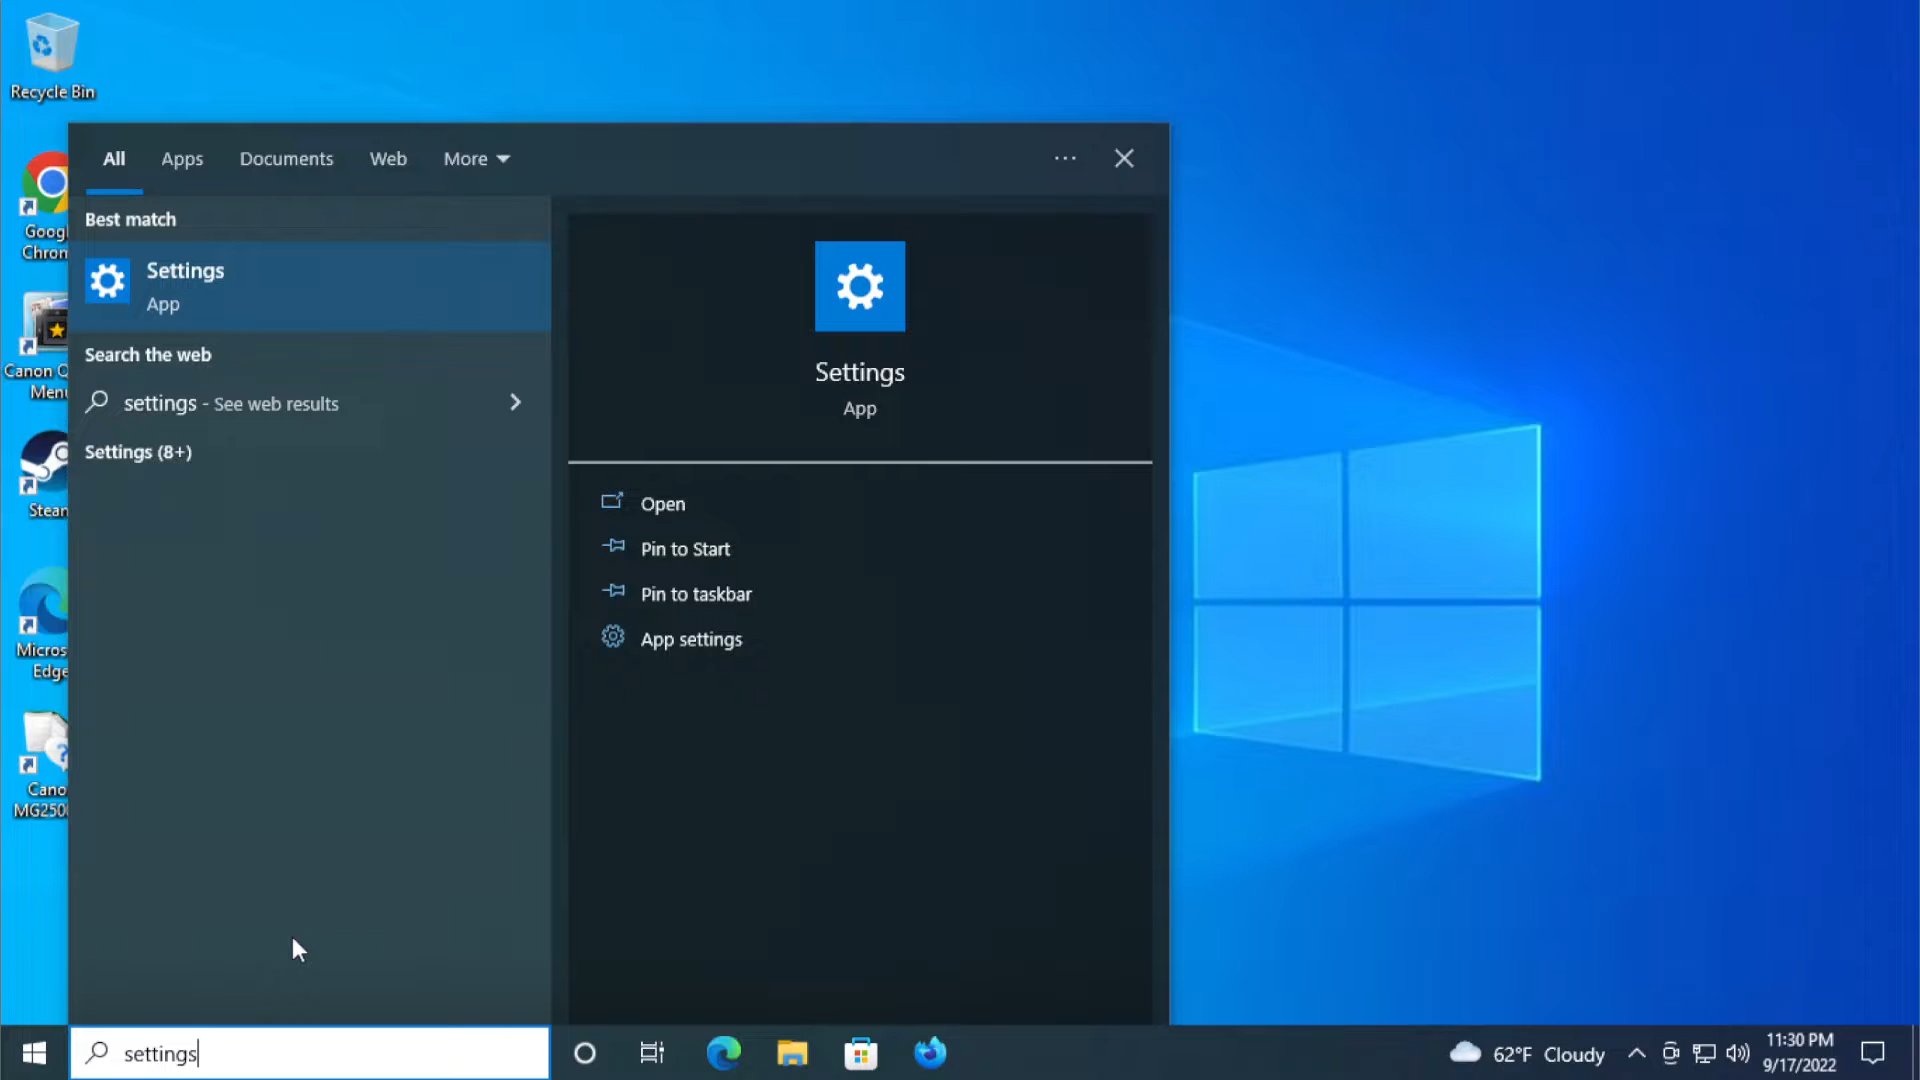 Recycle Bin
Goog
Chrom
Canon Q
Menu
Steam
Micros
Edge
Cano
MG250
All Apps Documents Web More
Best match
Settings
App
Search the web
settings - See web results
Settings (8+)
Settings
App
Open
Pin to Start
Pin to taskbar
App settings
settings
62°F Cloudy
11:30 PM
9/17/2022